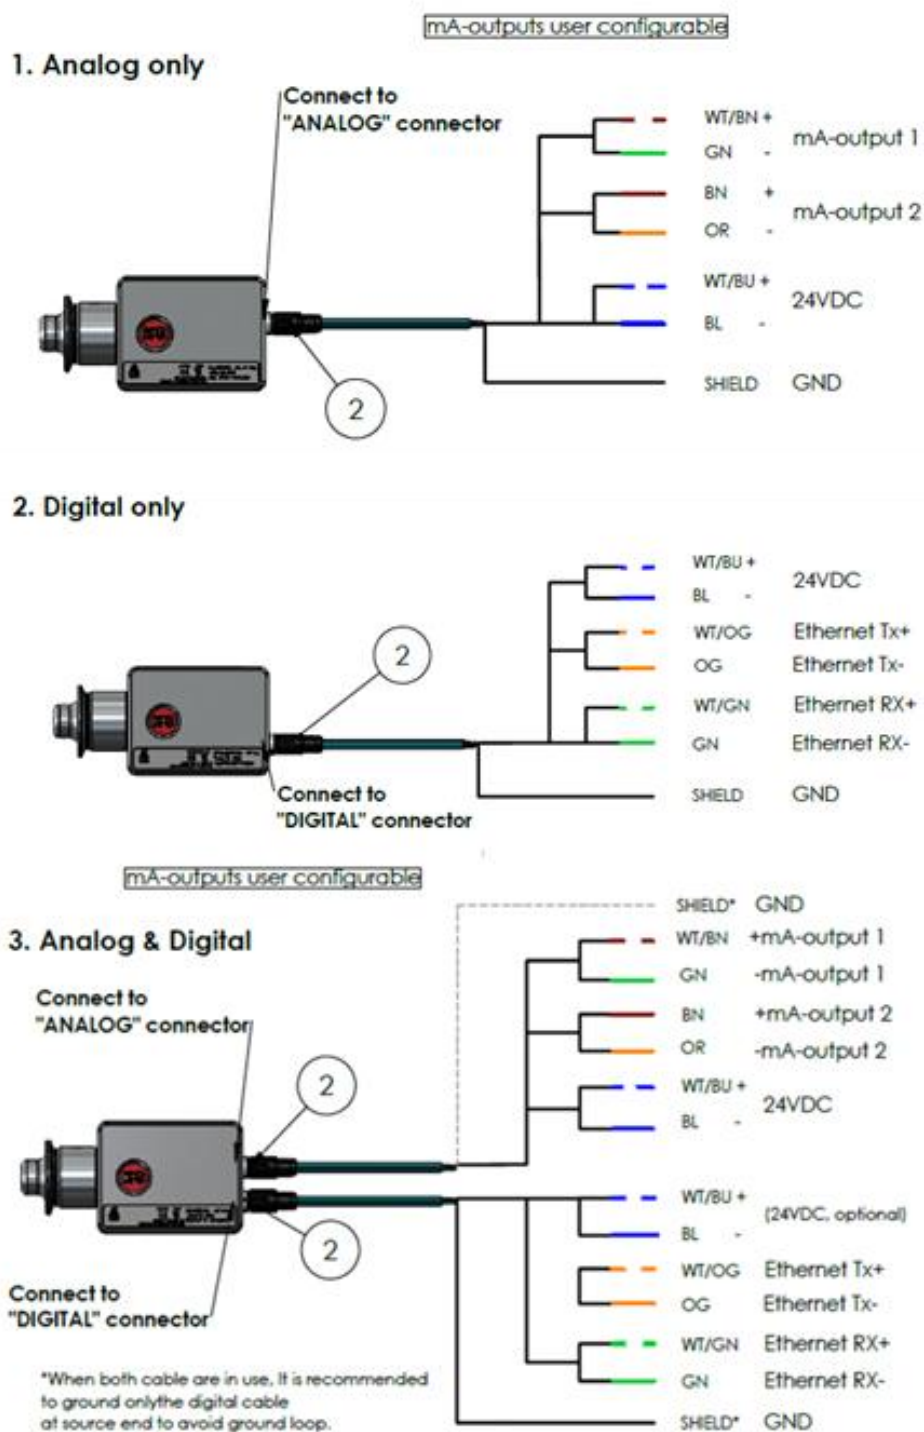 mA-outputs user configurable
1. Analog only
Connect to
"ANALOG" connector
WT/BN +
GN -
mA-output 1
BN +
OR -
mA-output 2
WT/BU +
BL -
24VDC
SHIELD GND
2
2. Digital only
WT/BU +
BL -
24VDC
WT/OG Ethernet Tx+
OG Ethernet Tx-
WT/GN Ethernet RX+
GN Ethernet RX-
SHIELD GND
2
Connect to
"DIGITAL" connector
mA-outputs user configurable
3. Analog & Digital
Connect to
"ANALOG" connector
SHIELD* GND
WT/BN +mA-output 1
GN -mA-output 1
BN +mA-output 2
OR -mA-output 2
WT/BU +
BL -
24VDC
2
2
WT/BU +
BL -
(24VDC, optional)
WT/OG Ethernet Tx+
OG Ethernet Tx-
WT/GN Ethernet RX+
GN Ethernet RX-
SHIELD* GND
Connect to
"DIGITAL" connector
*When both cable are in use, It is recommended
to ground onlythe digital cable
at source end to avoid ground loop.